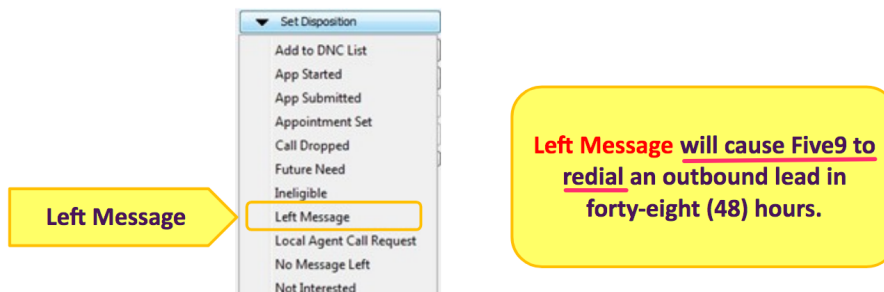 Set Disposition
Add to DNC List
App Started
App Submitted
Appointment Set
Call Dropped
Future Need
Ineligible
Left Message
Local Agent Call Request
No Message Left
Not Interested
Left Message
Left Message will cause Five9 to
redial an outbound lead in
forty-eight (48) hours.